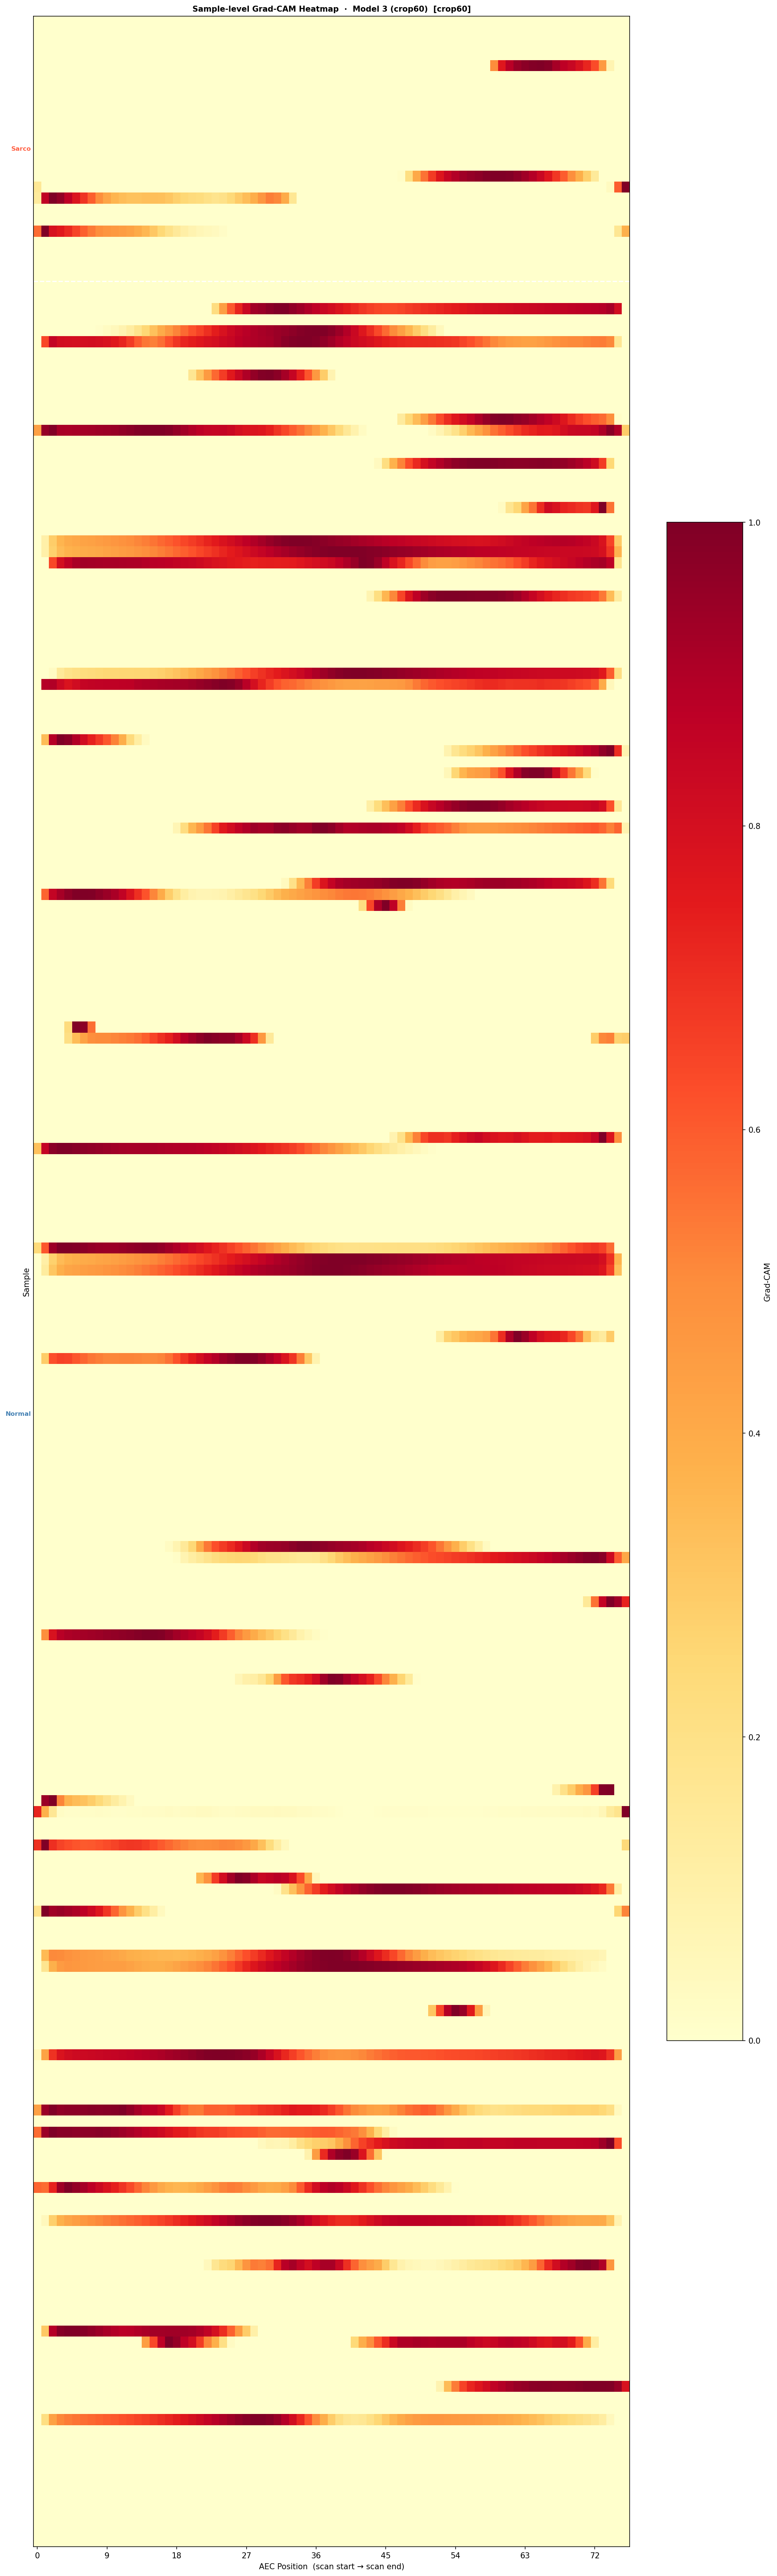 Sample-level Grad-CAM Heatmap · Model 3 (crop60) [crop60]
Sarco
1.0
0.8
0.6
Sample
Grad-CAM
0.4
Normal
0.2
0.0
0 9 18 27 36 45 54 63 72
AEC Position (scan start → scan end)